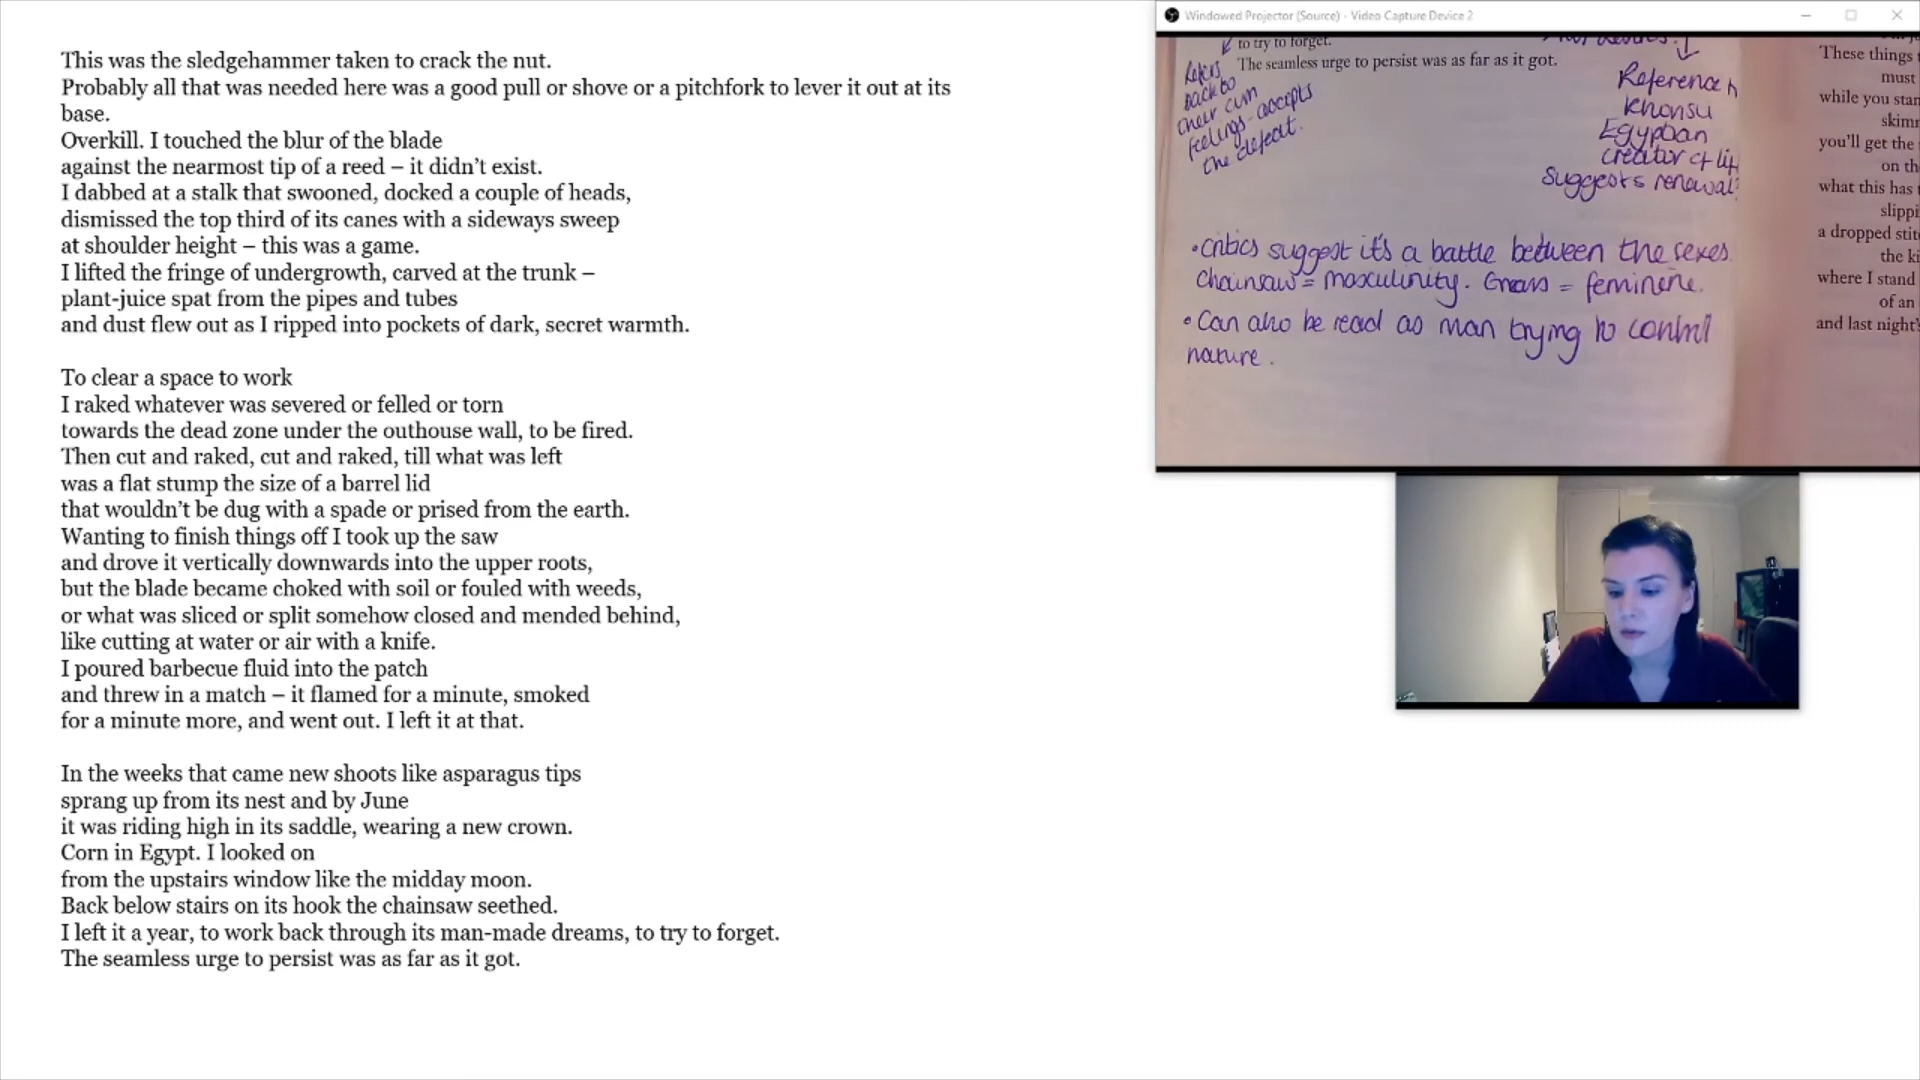 This was the sledgehammer taken to crack the nut.
Probably all that was needed here was a good pull or shove or a pitchfork to lever it out at its
base.
Overkill. I touched the blur of the blade
against the nearmost tip of a reed – it didn’t exist.
I dabbed at a stalk that swooned, docked a couple of heads,
dismissed the top third of its canes with a sideways sweep
at shoulder height – this was a game.
I lifted the fringe of undergrowth, carved at the trunk –
plant-juice spat from the pipes and tubes
and dust flew out as I ripped into pockets of dark, secret warmth.
To clear a space to work
I raked whatever was severed or felled or torn
towards the dead zone under the outhouse wall, to be fired.
Then cut and raked, cut and raked, till what was left
was a flat stump the size of a barrel lid
that wouldn’t be dug with a spade or prised from the earth.
Wanting to finish things off I took up the saw
and drove it vertically downwards into the upper roots,
but the blade became choked with soil or fouled with weeds,
or what was sliced or split somehow closed and mended behind,
like cutting at water or air with a knife.
I poured barbecue fluid into the patch
and threw in a match – it flamed for a minute, smoked
for a minute more, and went out. I left it at that.
In the weeks that came new shoots like asparagus tips
sprang up from its nest and by June
it was riding high in its saddle, wearing a new crown.
Corn in Egypt. I looked on
from the upstairs window like the midday moon.
Back below stairs on its hook the chainsaw seethed.
I left it a year, to work back through its man-made dreams, to try to forget.
The seamless urge to persist was as far as it got.
Windowed Projector (Source) - Video Capture Device 2
to try to forget.
The seamless urge to persist was as far as it got.
Refers
back to
their own
feelings - accepts
the defeat.
Reference
Khonsu
Egyptian
creator of
Suggests renewal
• Critics suggest it's a battle between the sexes.
Chainsaw = masculinity. Grass = feminine.
• Can also be read as man trying to control
nature.
These things
must
while you
you’ll get the
on
what this has
a dropped
the
where I stand
of an
and last night’s